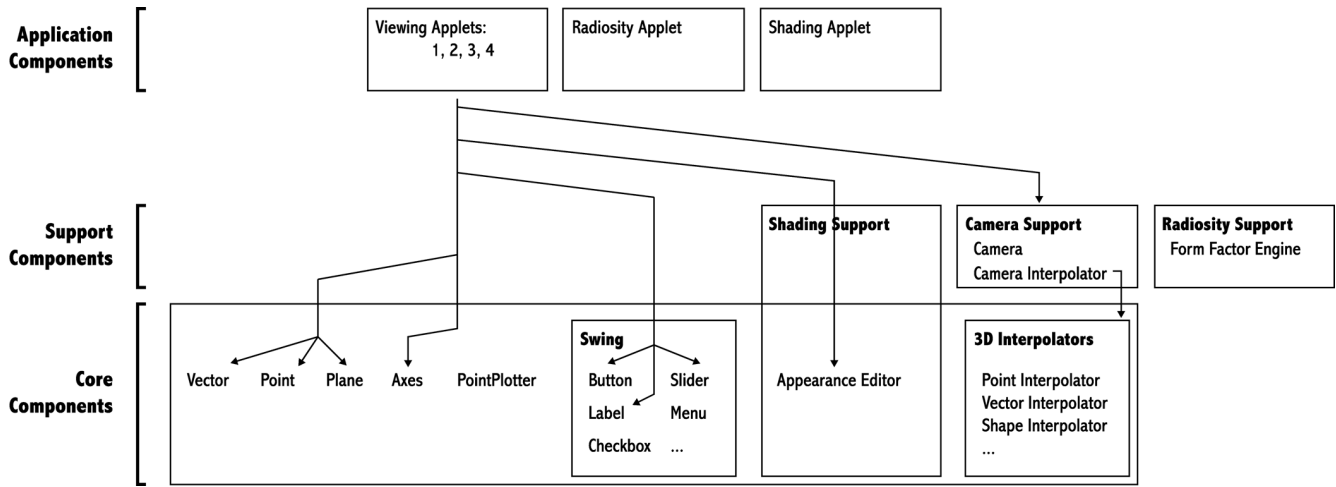 Application
Components
Viewing Applets:
1, 2, 3, 4
Radiosity Applet
Shading Applet
Support
Components
Shading Support
Camera Support
Camera
Camera Interpolator
Radiosity Support
Form Factor Engine
Core
Components
Vector
Point
Plane
Axes
PointPlotter
Swing
Button
Slider
Label
Menu
Checkbox
...
Appearance Editor
3D Interpolators
Point Interpolator
Vector Interpolator
Shape Interpolator
...